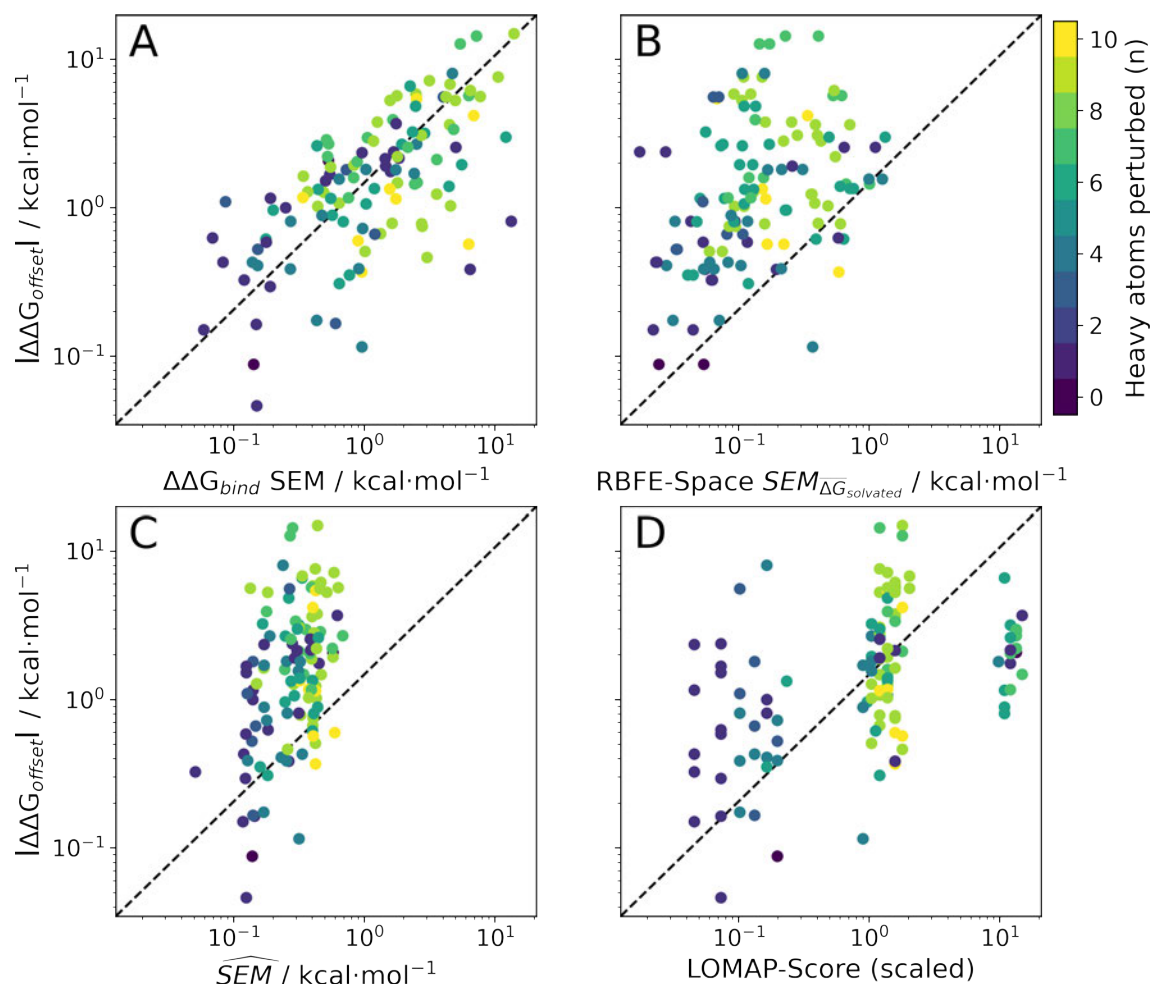 A
B
|ΔΔG_offset| / kcal·mol⁻¹
10¹
10⁰
10⁻¹
10⁻¹ 10⁰ 10¹
10⁻¹ 10⁰ 10¹
ΔΔG_bind SEM / kcal·mol⁻¹
RBFE-Space SEM_ΔG̅_solvated / kcal·mol⁻¹
10
8
6
4
2
0
Heavy atoms perturbed (n)
C
D
|ΔΔG_offset| / kcal·mol⁻¹
10¹
10⁰
10⁻¹
10⁻¹ 10⁰ 10¹
10⁻¹ 10⁰ 10¹
S͡EM / kcal·mol⁻¹
LOMAP-Score (scaled)